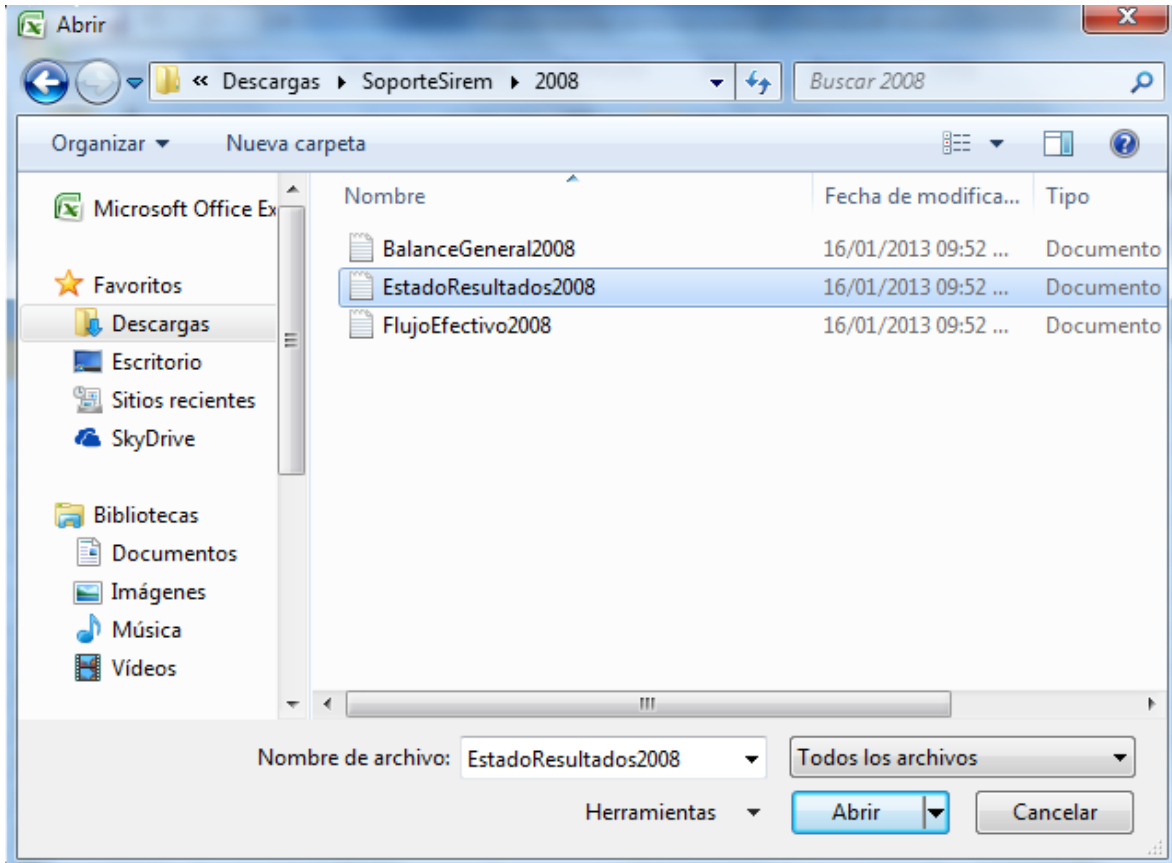 Abrir
« Descargas ▸ SoporteSirem ▸ 2008
Buscar 2008
Organizar
Nueva carpeta
Microsoft Office Ex
Nombre
Fecha de modifica...
Tipo
BalanceGeneral2008
16/01/2013 09:52 ...
Documento
Favoritos
EstadoResultados2008
16/01/2013 09:52 ...
Documento
Descargas
FlujoEfectivo2008
16/01/2013 09:52 ...
Documento
Escritorio
Sitios recientes
SkyDrive
Bibliotecas
Documentos
Imágenes
Música
Vídeos
Nombre de archivo: EstadoResultados2008
Todos los archivos
Herramientas
Abrir
Cancelar